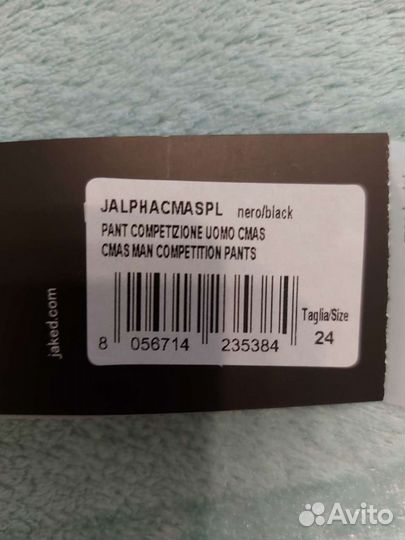 JALPHACMASPL nero/black
PANT COMPETIZIONE UOMO CMAS
CMAS MAN COMPETITION PANTS
Taglia/Size
24
8 056714 235384
jaked.com
Avito